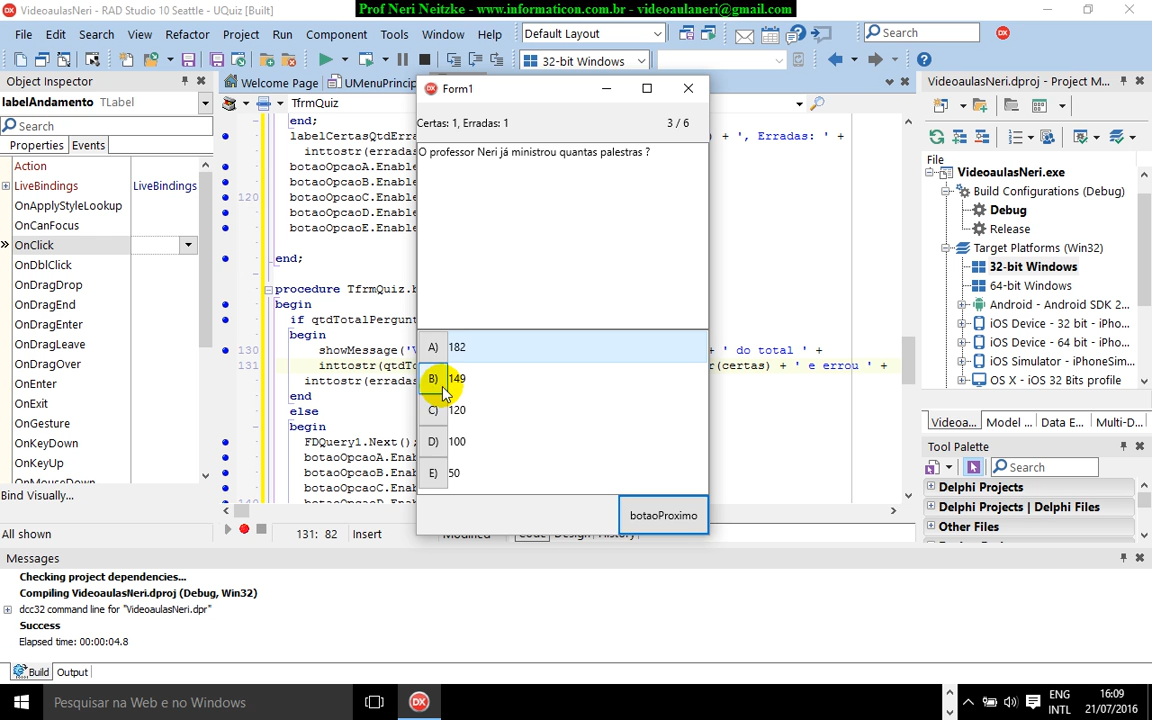 Prof Neri Neitzke - www.informaticon.com.br - videoaulaneri@gmail.com
VideoaulasNeri - RAD Studio 10 Seattle - UQuiz [Built]
File Edit Search View Refactor Project Run Component Tools Window Help
Default Layout
Search
32-bit Windows
Object Inspector
labelAndamento TLabel
Search
Properties Events
Action
LiveBindings LiveBindings
OnApplyStyleLookup
OnCanFocus
OnClick
OnDblClick
OnDragDrop
OnDragEnd
OnDragEnter
OnDragLeave
OnDragOver
OnEnter
OnExit
OnGesture
OnKeyDown
OnKeyUp
Bind Visually...
All shown
Welcome Page UMenuPrincip
TfrmQuiz
end;
labelCertasQtdErra ) + ', Erradas: ' +
inttostr(erradas
botaoOpcaoA.Enable
botaoOpcaoB.Enable
120 botaoOpcaoC.Enable
botaoOpcaoD.Enable
botaoOpcaoE.Enable
end;
procedure TfrmQuiz.b
begin
if qtdTotalPergunt
begin
130 showMessage('V + ' do total ' +
131 inttostr(qtdTo r(certas) + ' e errou ' +
inttostr(erradas
end
else
begin
FDQuery1.Next();
botaoOpcaoA.Enab
botaoOpcaoB.Enab
botaoOpcaoC.Enab
botaoOpcaoD.Enab
131: 82 Insert Modified Code Design History
Form1
Certas: 1, Erradas: 1 3 / 6
O professor Neri já ministrou quantas palestras ?
A) 182
B) 149
C) 120
D) 100
E) 50
botaoProximo
VideoaulasNeri.dproj - Project M...
File
VideoaulasNeri.exe
Build Configurations (Debug)
Debug
Release
Target Platforms (Win32)
32-bit Windows
64-bit Windows
Android - Android SDK 2...
iOS Device - 32 bit - iPho...
iOS Device - 64 bit - iPho...
iOS Simulator - iPhoneSim...
OS X - iOS 32 Bits profile
Videoa... Model ... Data E... Multi-D...
Tool Palette
Search
Delphi Projects
Delphi Projects | Delphi Files
Other Files
Messages
Checking project dependencies...
Compiling VideoaulasNeri.dproj (Debug, Win32)
dcc32 command line for "VideoaulasNeri.dpr"
Success
Elapsed time: 00:00:04.8
Build Output
Pesquisar na Web e no Windows
ENG
INTL
16:09
21/07/2016